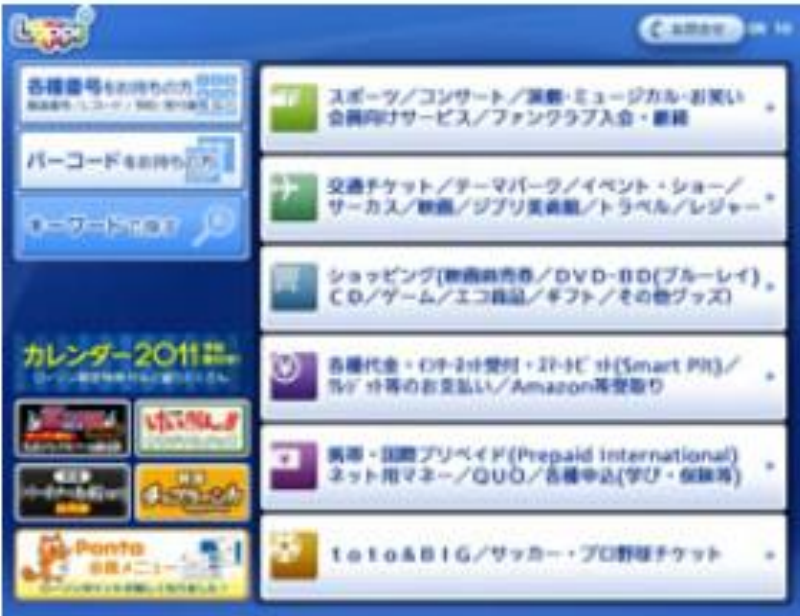 Loppi
各種番号をお持ちの方
バーコードをお持ちの方
キーワードで探す
カレンダー2011
けいおん!!
Ponta
会員メニュー
スポーツ／コンサート／演劇・ミュージカル・お笑い
会員向けサービス／ファンクラブ入会・継続
交通チケット／テーマパーク／イベント・ショー／
サーカス／映画／ジブリ美術館／トラベル／レジャー
ショッピング(映画前売券／DVD・BD(ブルーレイ)
CD／ゲーム／エコ商品／ギフト／その他グッズ)
各種代金・インターネット受付・スマートピット(Smart Pit)／
クレジット等のお支払い／Amazon等受取り
携帯・国際プリペイド(Prepaid International)
ネット用マネー／QUO／各種申込(学び・保険等)
toto&BIG／サッカー・プロ野球チケット